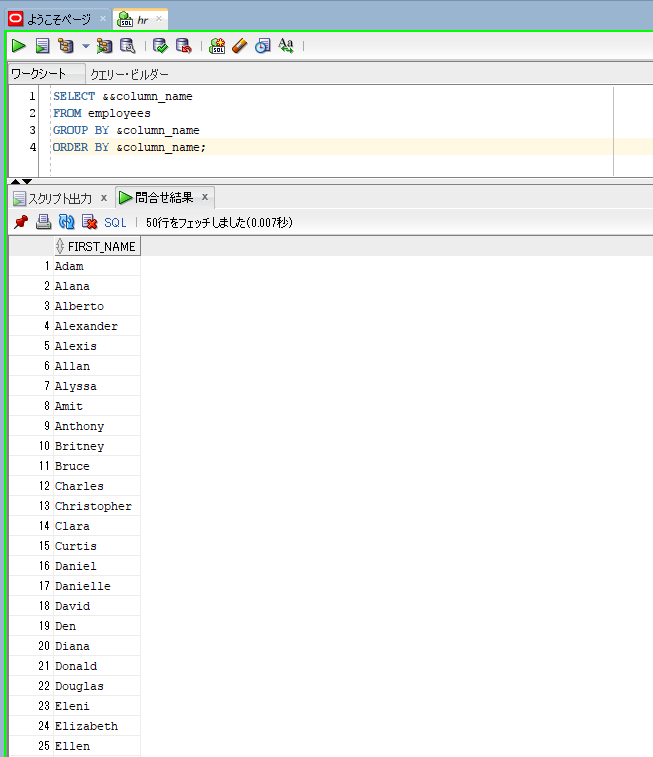 ようこそページ × hr ×
SQL SQL Aa
ワークシート クエリー・ビルダー
1 SELECT &&column_name
2 FROM employees
3 GROUP BY &column_name
4 ORDER BY &column_name;
スクリプト出力 × 問合せ結果 ×
SQL | 50行をフェッチしました(0.007秒)
FIRST_NAME
1 Adam
2 Alana
3 Alberto
4 Alexander
5 Alexis
6 Allan
7 Alyssa
8 Amit
9 Anthony
10 Britney
11 Bruce
12 Charles
13 Christopher
14 Clara
15 Curtis
16 Daniel
17 Danielle
18 David
19 Den
20 Diana
21 Donald
22 Douglas
23 Eleni
24 Elizabeth
25 Ellen